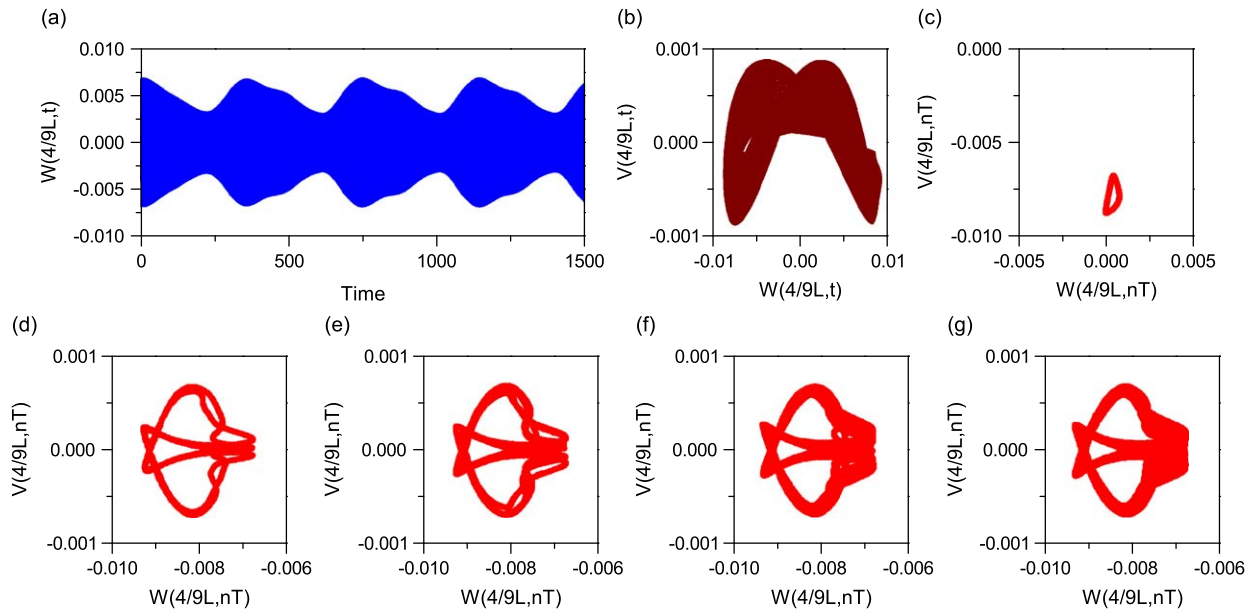 (a)
0.010
0.005
0.000
-0.005
-0.010
W(4/9L,t)
0
500
1000
1500
Time
(b)
0.001
0.000
-0.001
V(4/9L,t)
-0.01
0.00
0.01
W(4/9L,t)
(c)
0.000
-0.005
-0.010
V(4/9L,nT)
-0.005
0.000
0.005
W(4/9L,nT)
(d)
0.001
0.000
-0.001
V(4/9L,nT)
-0.010
-0.008
-0.006
W(4/9L,nT)
(e)
0.001
0.000
-0.001
V(4/9L,nT)
-0.010
-0.008
-0.006
W(4/9L,nT)
(f)
0.001
0.000
-0.001
V(4/9L,nT)
-0.010
-0.008
-0.006
W(4/9L,nT)
(g)
0.001
0.000
-0.001
V(4/9L,nT)
-0.010
-0.008
-0.006
W(4/9L,nT)